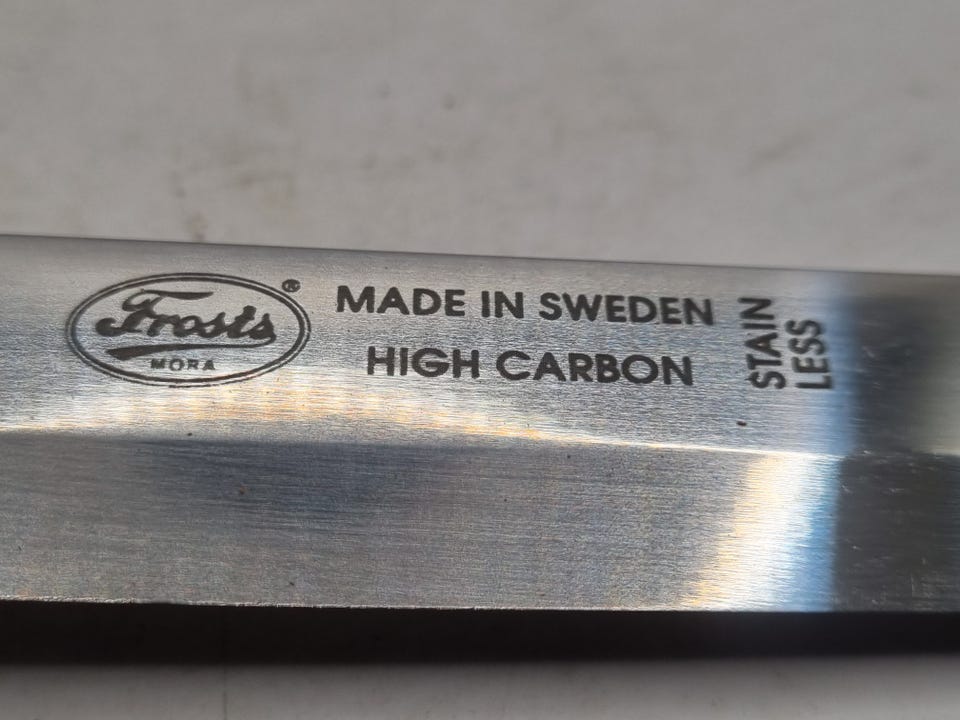 Frosts ®
MORA
MADE IN SWEDEN
HIGH CARBON
STAIN
LESS